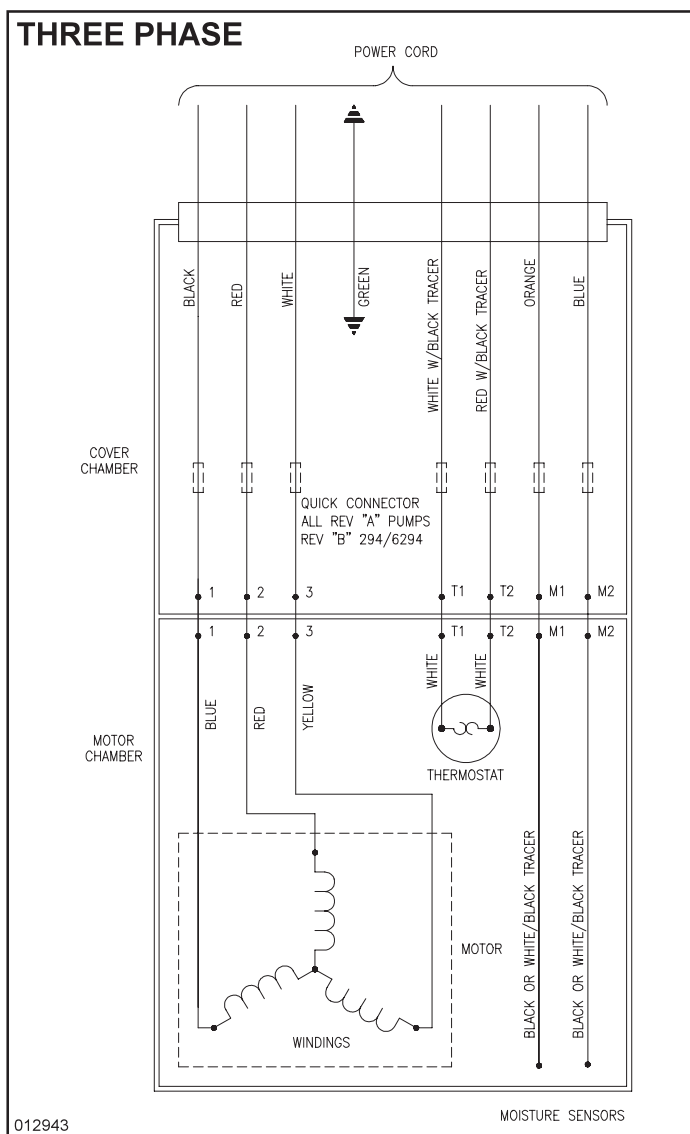 THREE PHASE
POWER CORD
BLACK
RED
WHITE
GREEN
WHITE W/BLACK TRACER
RED W/BLACK TRACER
ORANGE
BLUE
COVER
CHAMBER
QUICK CONNECTOR
ALL REV "A" PUMPS
REV "B" 294/6294
1 2 3 T1 T2 M1 M2
1 2 3 T1 T2 M1 M2
BLUE
RED
YELLOW
WHITE
WHITE
MOTOR
CHAMBER
THERMOSTAT
BLACK OR WHITE/BLACK TRACER
BLACK OR WHITE/BLACK TRACER
MOTOR
WINDINGS
MOISTURE SENSORS
012943